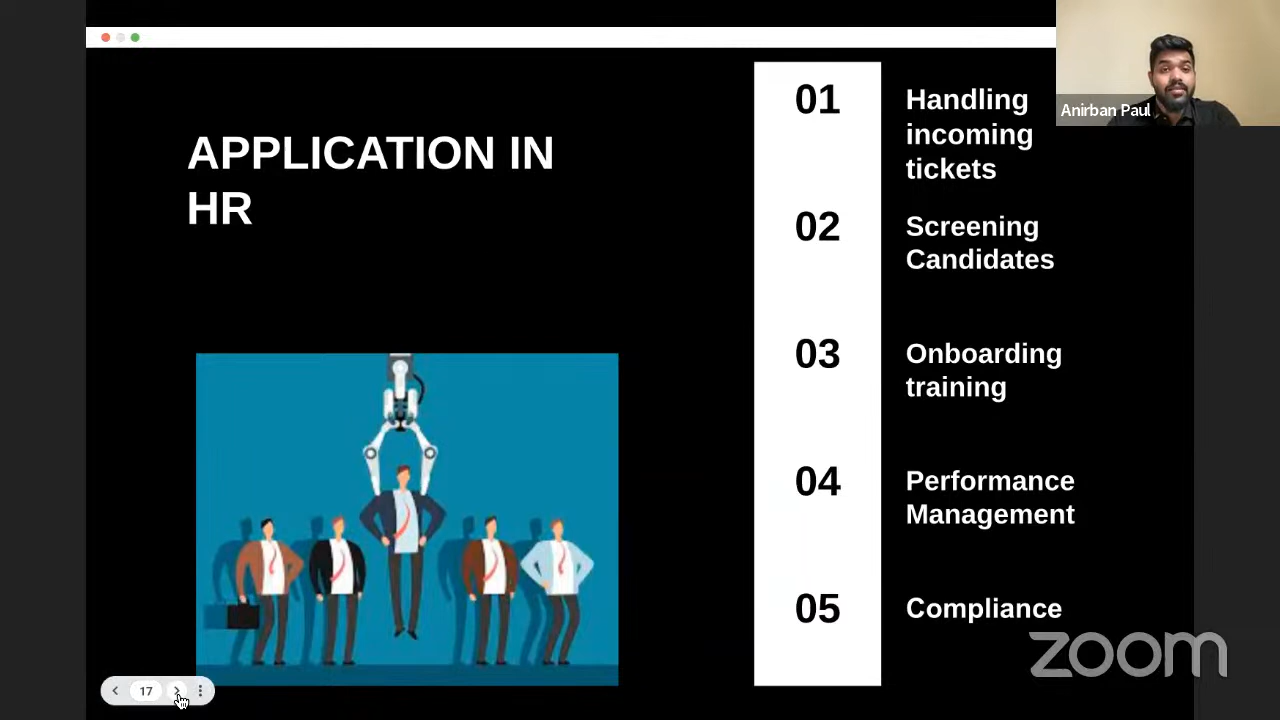 APPLICATION IN
HR
01
Handling
incoming
tickets
02
Screening
Candidates
03
Onboarding
training
04
Performance
Management
05
Compliance
Anirban Paul
zoom
17